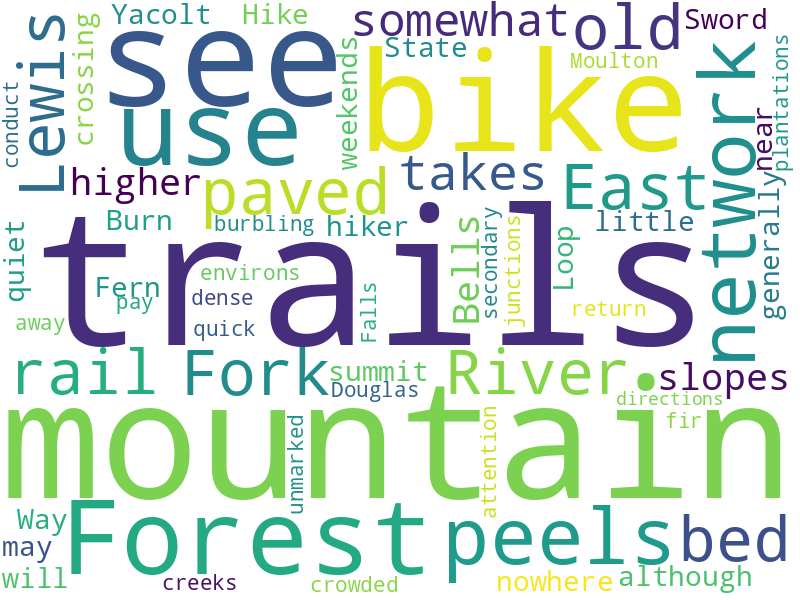 Yacolt
Hike
see
somewhat
old
Sword
crossing
Lewis
conduct
State
Moulton
bike
network
plantations
weekends
use
near
higher
paved
takes
East
generally
Burn
burbling
hiker
little
quiet
trails
Bells
secondary
junctions
Loop
Fern
environs
pay
dense
Falls
return
away
quick
rail
Fork
summit
Douglas
River
slopes
directions
mountain
fir
unmarked
attention
Way
Forest
peels
bed
may
will
creeks
crowded
nowhere
although